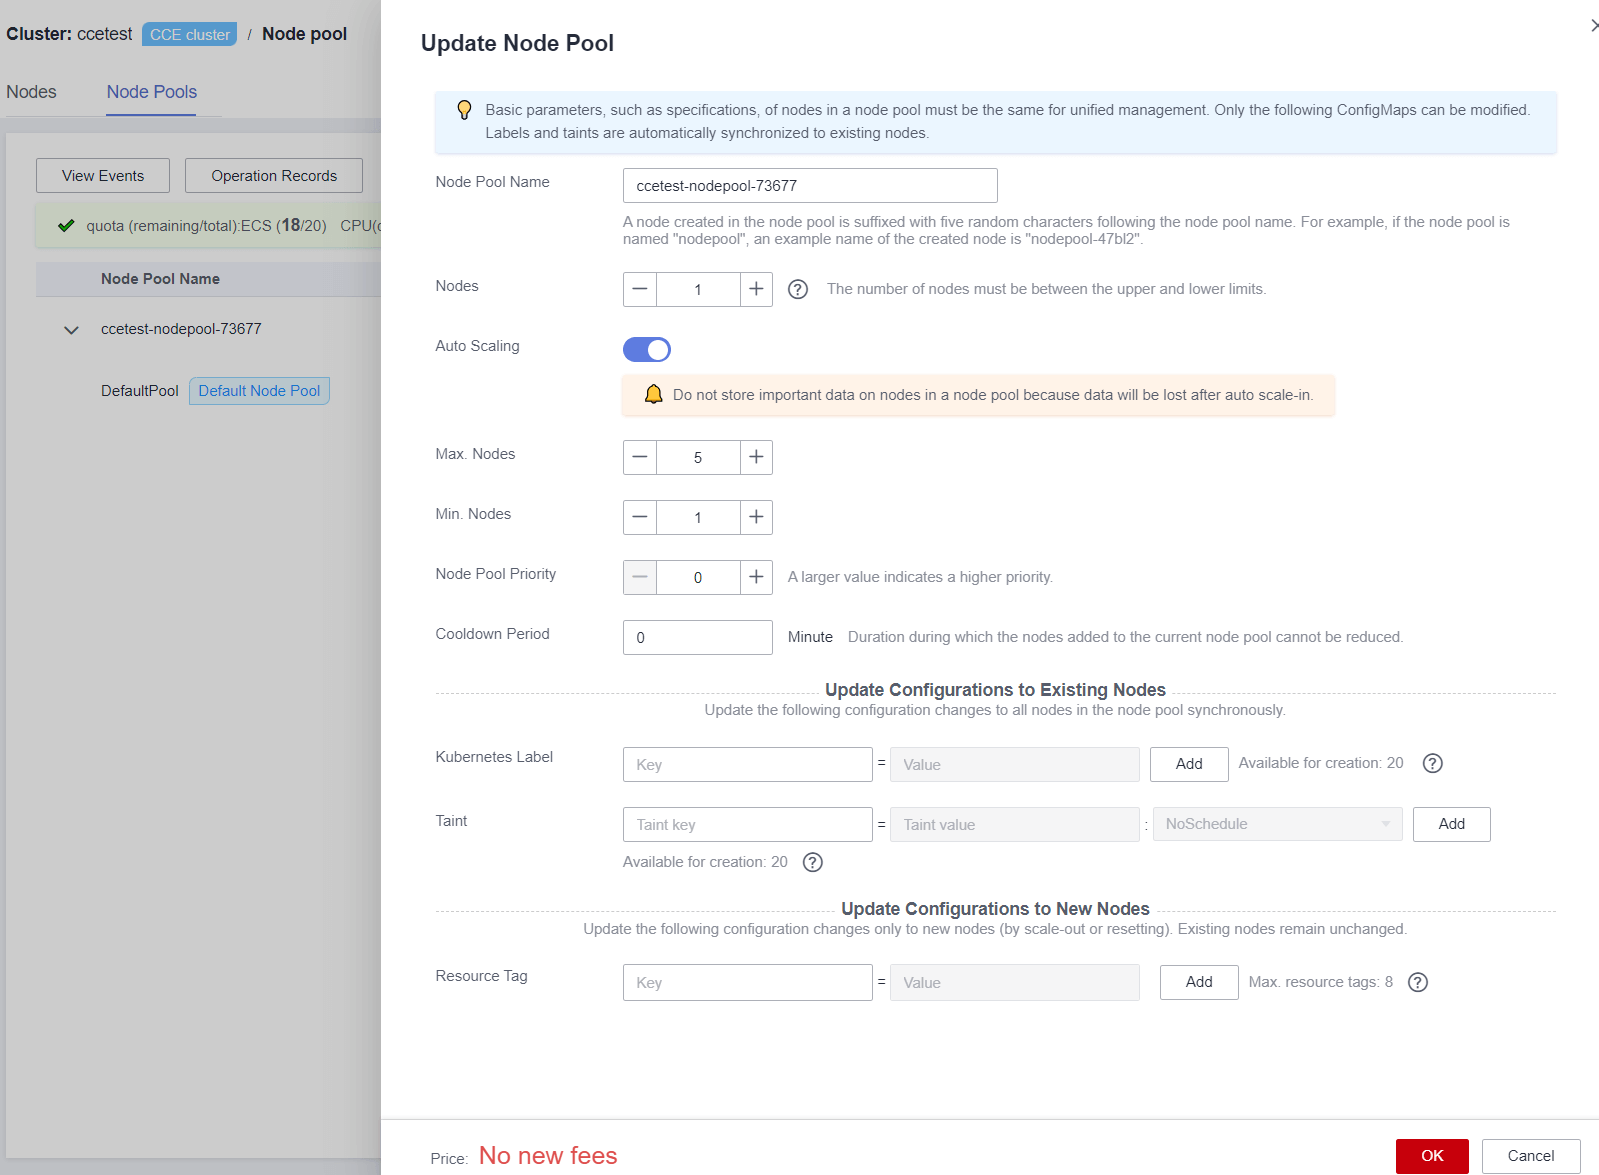 Cluster: ccetest CCE cluster / Node pool
Nodes Node Pools
View Events Operation Records
quota (remaining/total):ECS (18/20) CPU(
Node Pool Name
ccetest-nodepool-73677
DefaultPool Default Node Pool
Update Node Pool
Basic parameters, such as specifications, of nodes in a node pool must be the same for unified management. Only the following ConfigMaps can be modified.
Labels and taints are automatically synchronized to existing nodes.
Node Pool Name ccetest-nodepool-73677
A node created in the node pool is suffixed with five random characters following the node pool name. For example, if the node pool is
named "nodepool", an example name of the created node is "nodepool-47bl2".
Nodes 1 ? The number of nodes must be between the upper and lower limits.
Auto Scaling
Do not store important data on nodes in a node pool because data will be lost after auto scale-in.
Max. Nodes 5
Min. Nodes 1
Node Pool Priority 0 A larger value indicates a higher priority.
Cooldown Period 0 Minute Duration during which the nodes added to the current node pool cannot be reduced.
Update Configurations to Existing Nodes
Update the following configuration changes to all nodes in the node pool synchronously.
Kubernetes Label Key = Value Add Available for creation: 20 ?
Taint Taint key = Taint value : NoSchedule Add
Available for creation: 20 ?
Update Configurations to New Nodes
Update the following configuration changes only to new nodes (by scale-out or resetting). Existing nodes remain unchanged.
Resource Tag Key = Value Add Max. resource tags: 8 ?
Price: No new fees OK Cancel